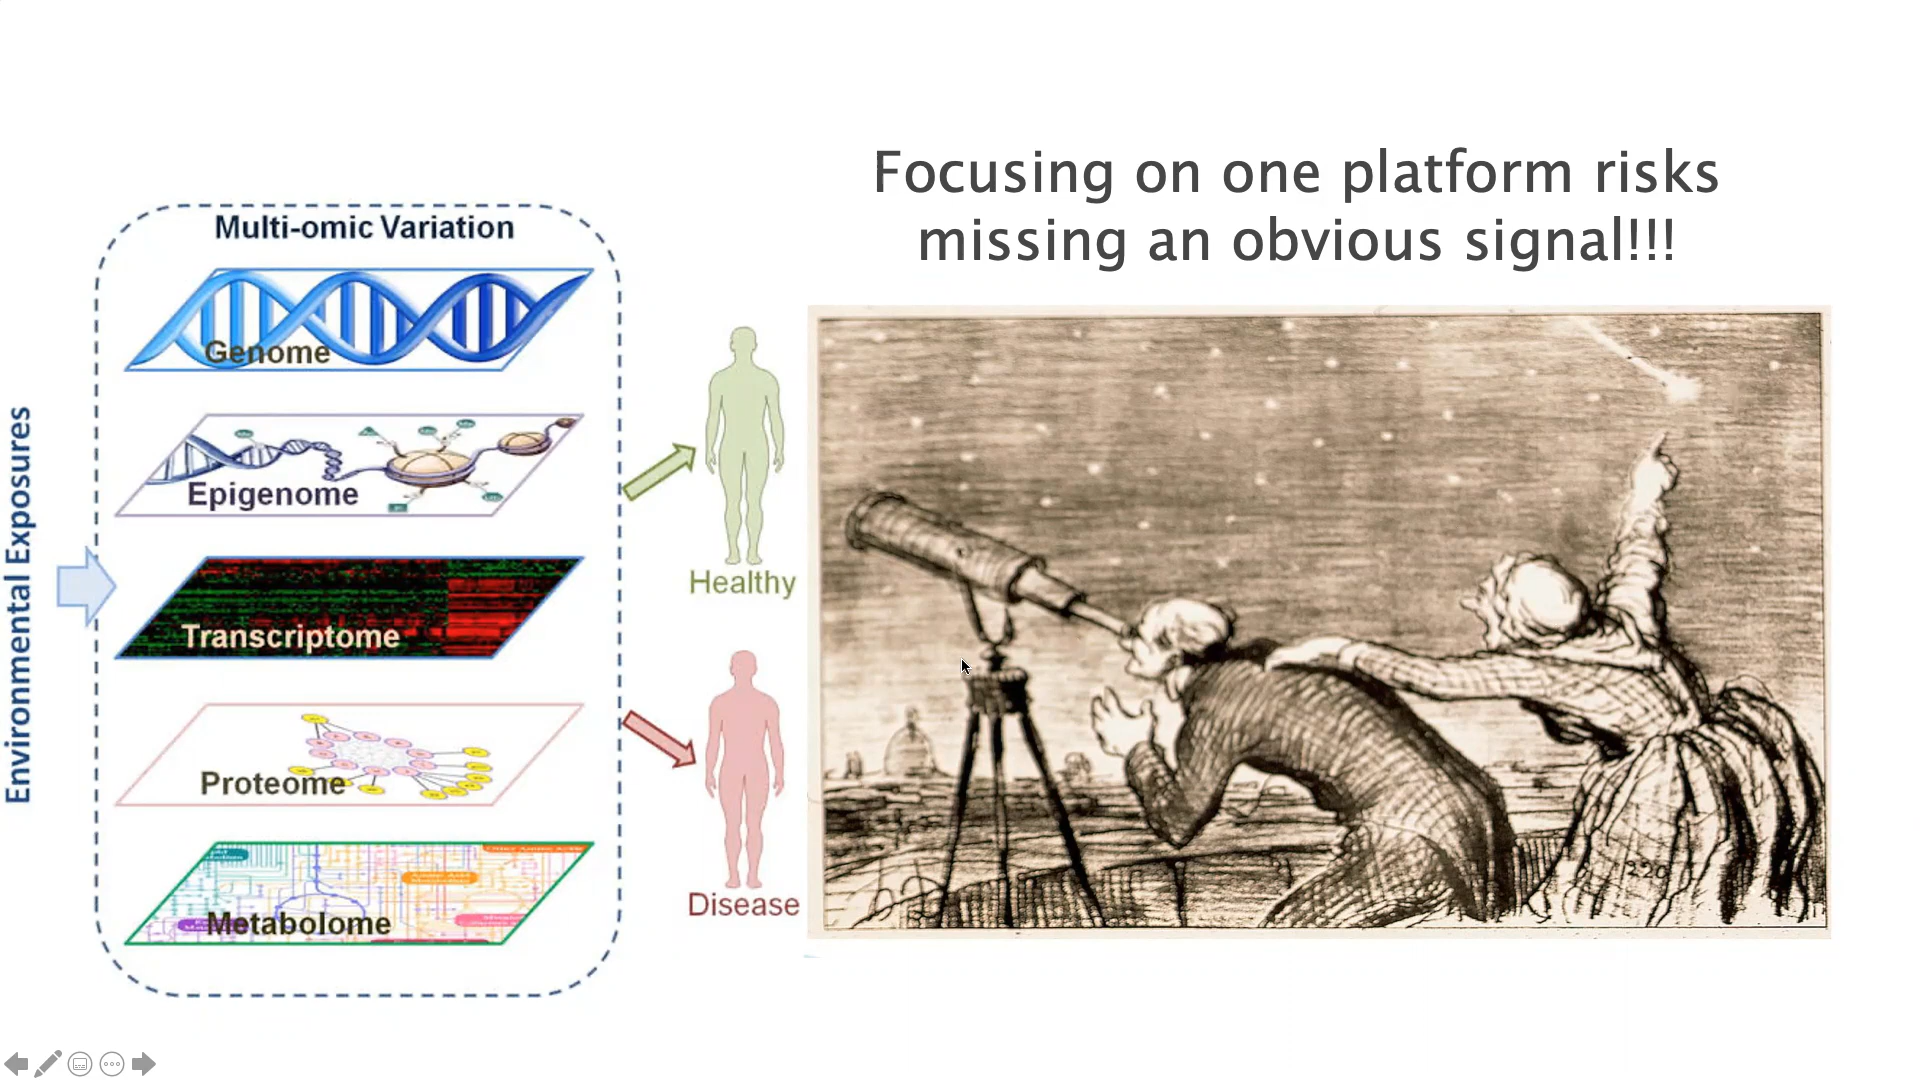 Focusing on one platform risks
missing an obvious signal!!!
Multi-omic Variation
Genome
Epigenome
Transcriptome
Proteome
Metabolome
Environmental Exposures
Healthy
Disease
220